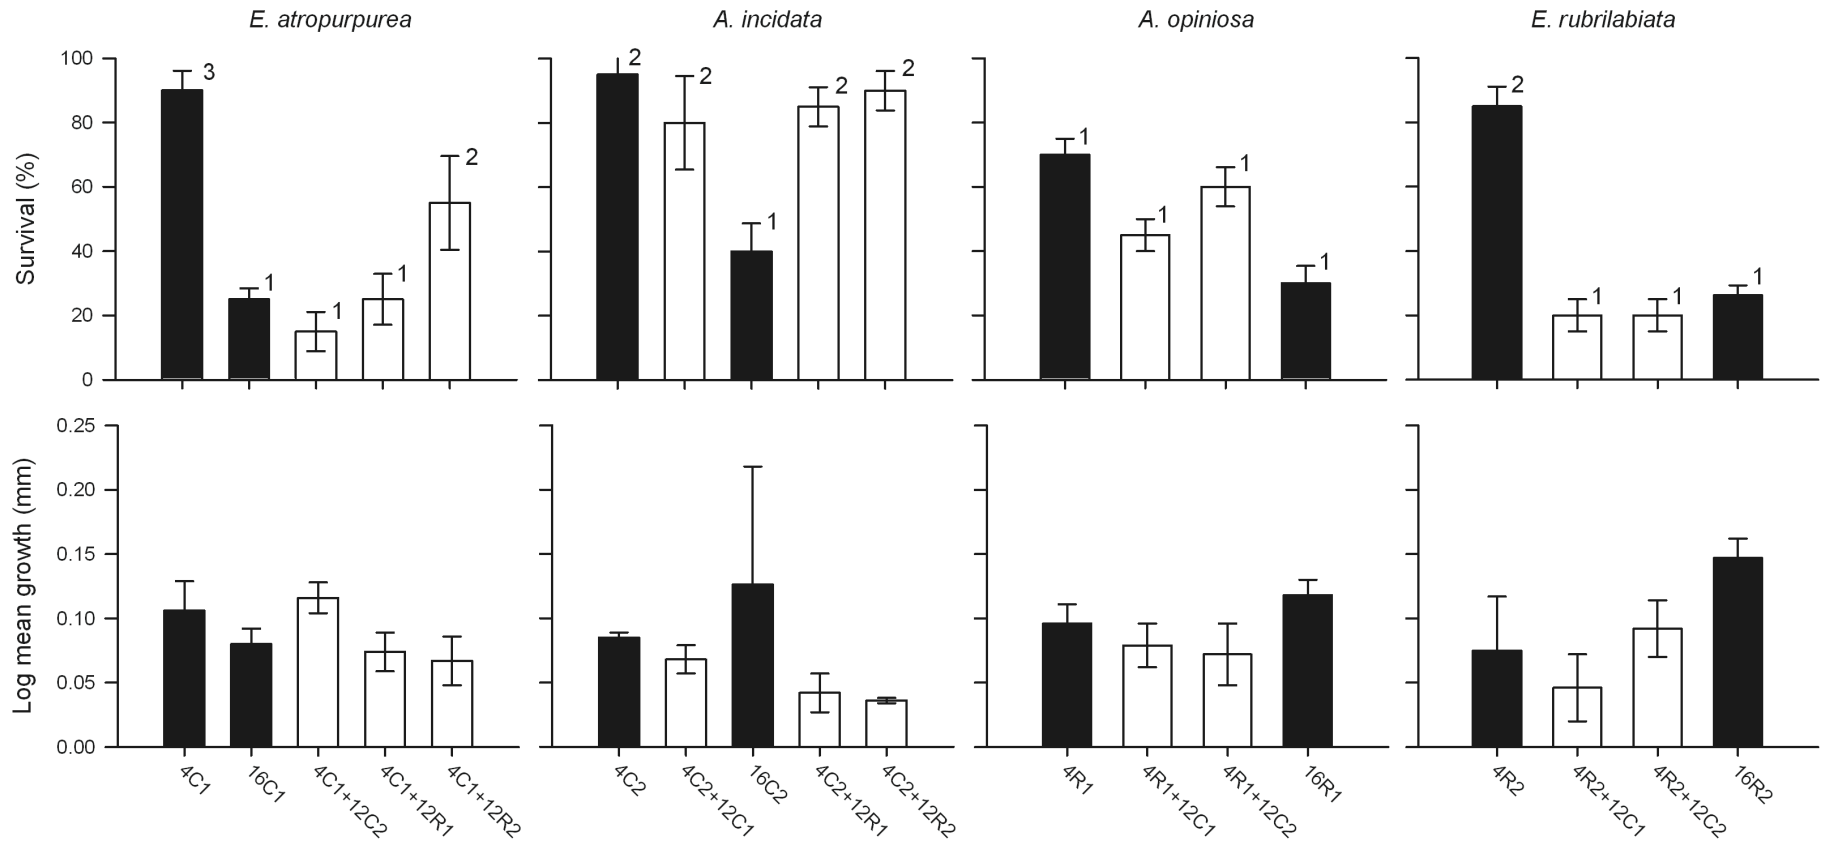 E. atropurpurea
A. incidata
A. opiniosa
E. rubrilabiata
Survival (%)
100
80
60
40
20
0
3
1
1
1
2
2
2
1
2
2
1
1
1
1
2
1
1
1
Log mean growth (mm)
0.25
0.20
0.15
0.10
0.05
0.00
4C1
16C1
4C1+12C2
4C1+12R1
4C1+12R2
4C2
4C2+12C1
16C2
4C2+12R1
4C2+12R2
4R1
4R1+12C1
4R1+12C2
16R1
4R2
4R2+12C1
4R2+12C2
16R2